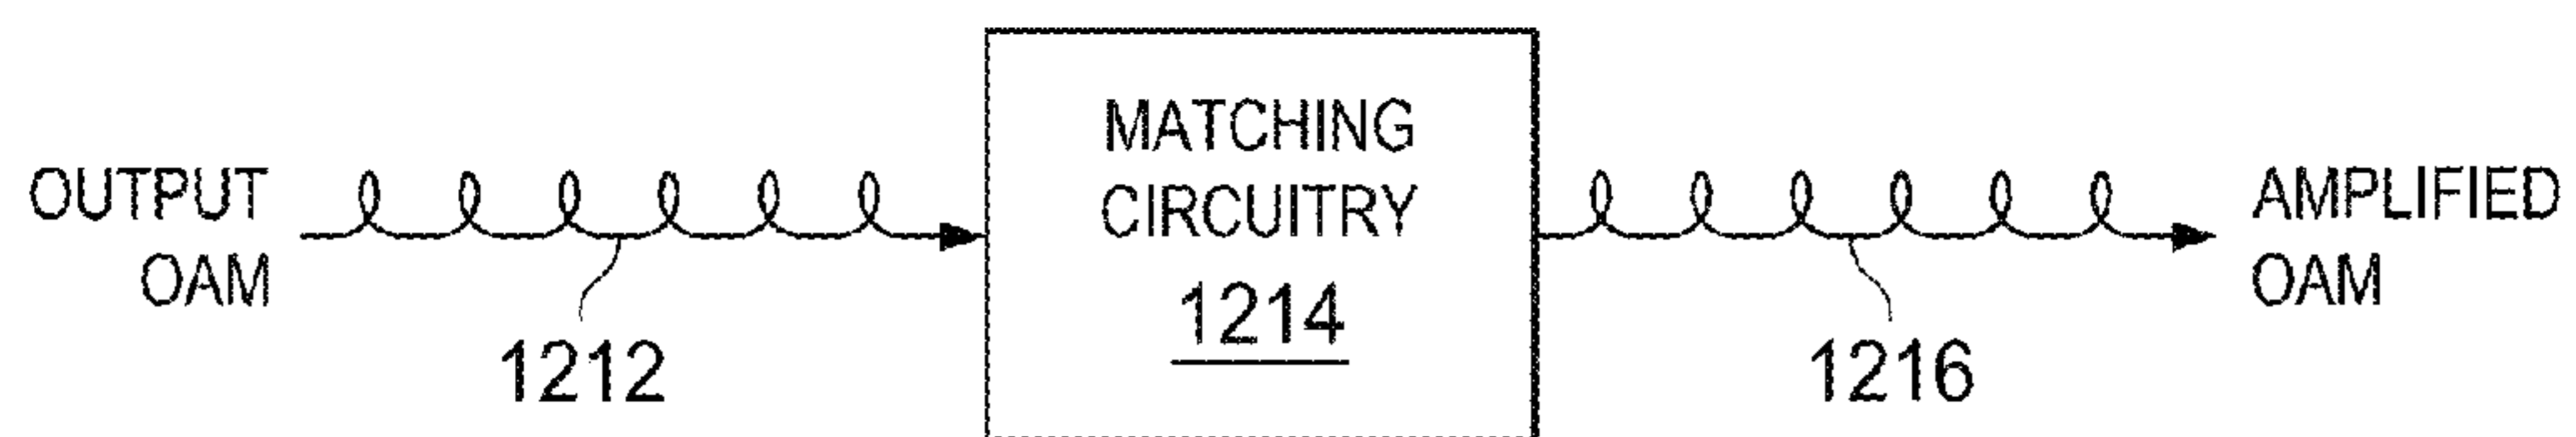 OUTPUT
OAM
1212
MATCHING
CIRCUITRY
1214
1216
AMPLIFIED
OAM